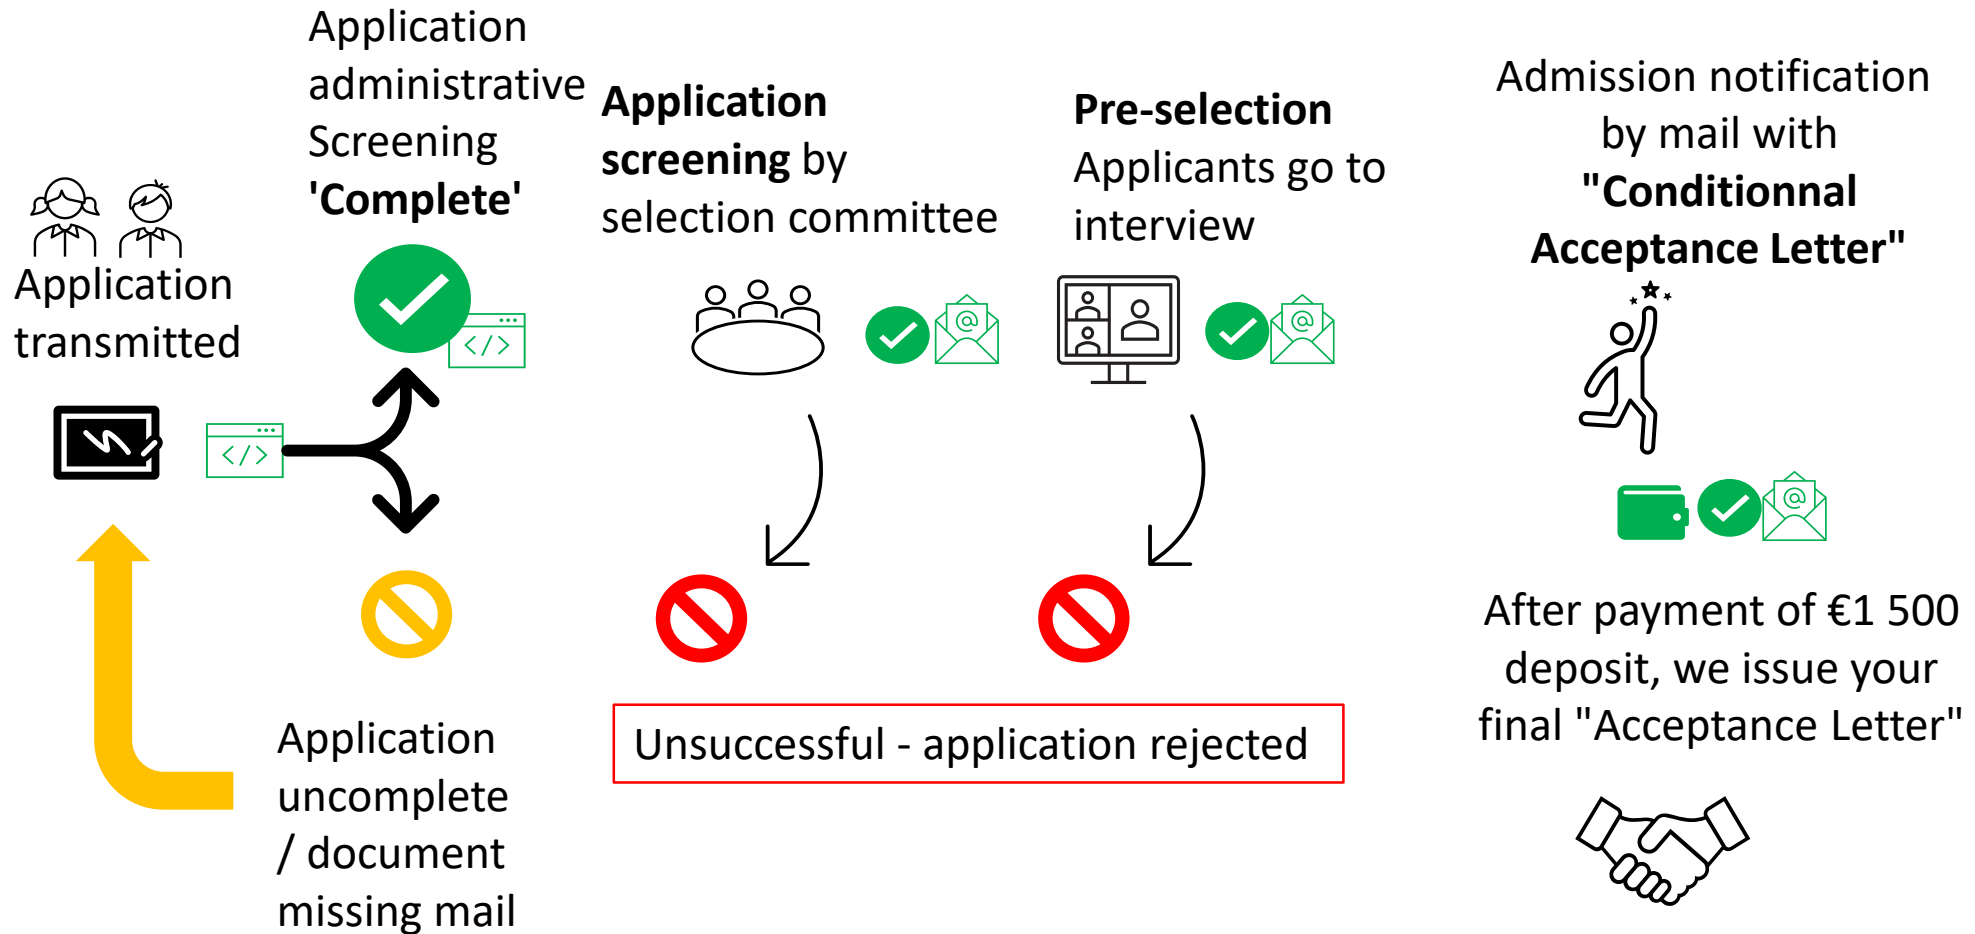 Application
transmitted
Application
administrative
Screening
'Complete'
Application
uncomplete
/ document
missing mail
Application
screening by
selection committee
Pre-selection
Applicants go to
interview
Unsuccessful - application rejected
Admission notification
by mail with
"Conditionnal
Acceptance Letter"
After payment of €1 500
deposit, we issue your
final "Acceptance Letter"